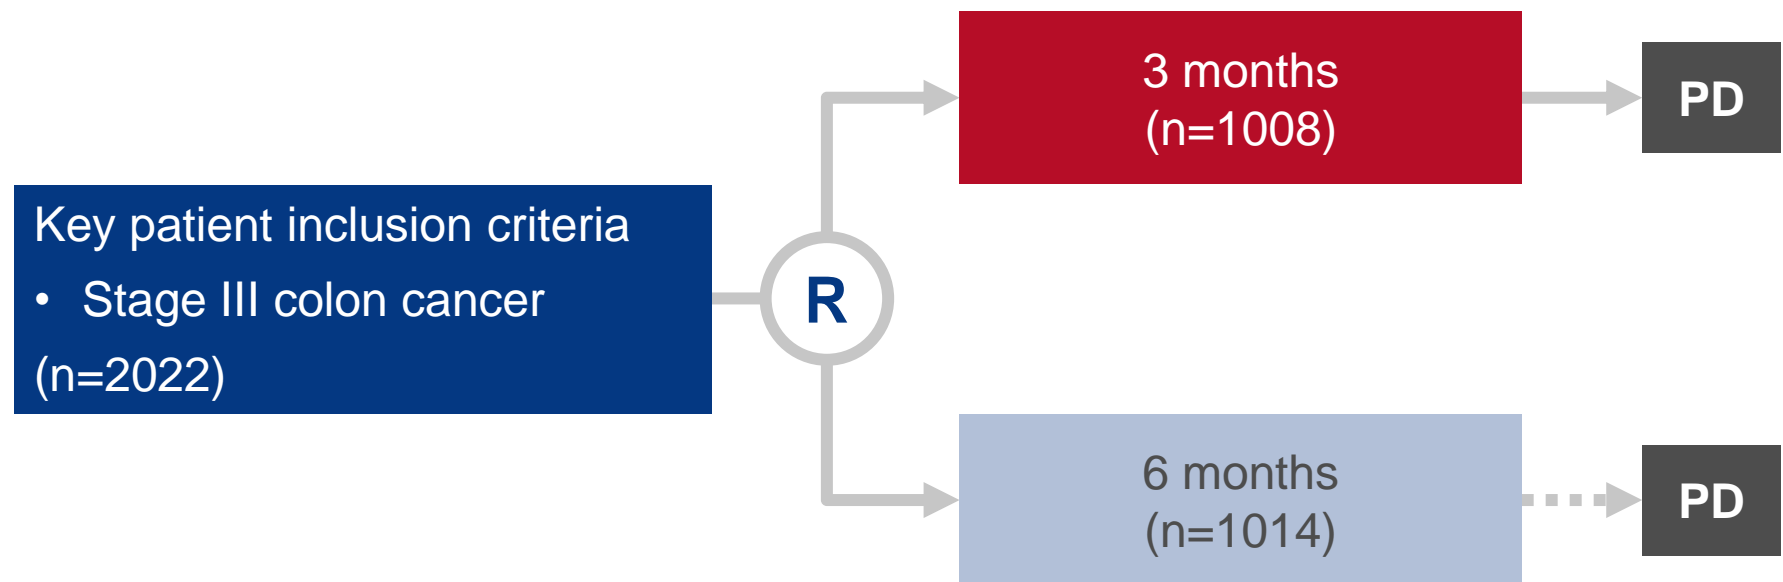 Key patient inclusion criteria
• Stage III colon cancer
(n=2022)
R
3 months
(n=1008)
PD
6 months
(n=1014)
PD